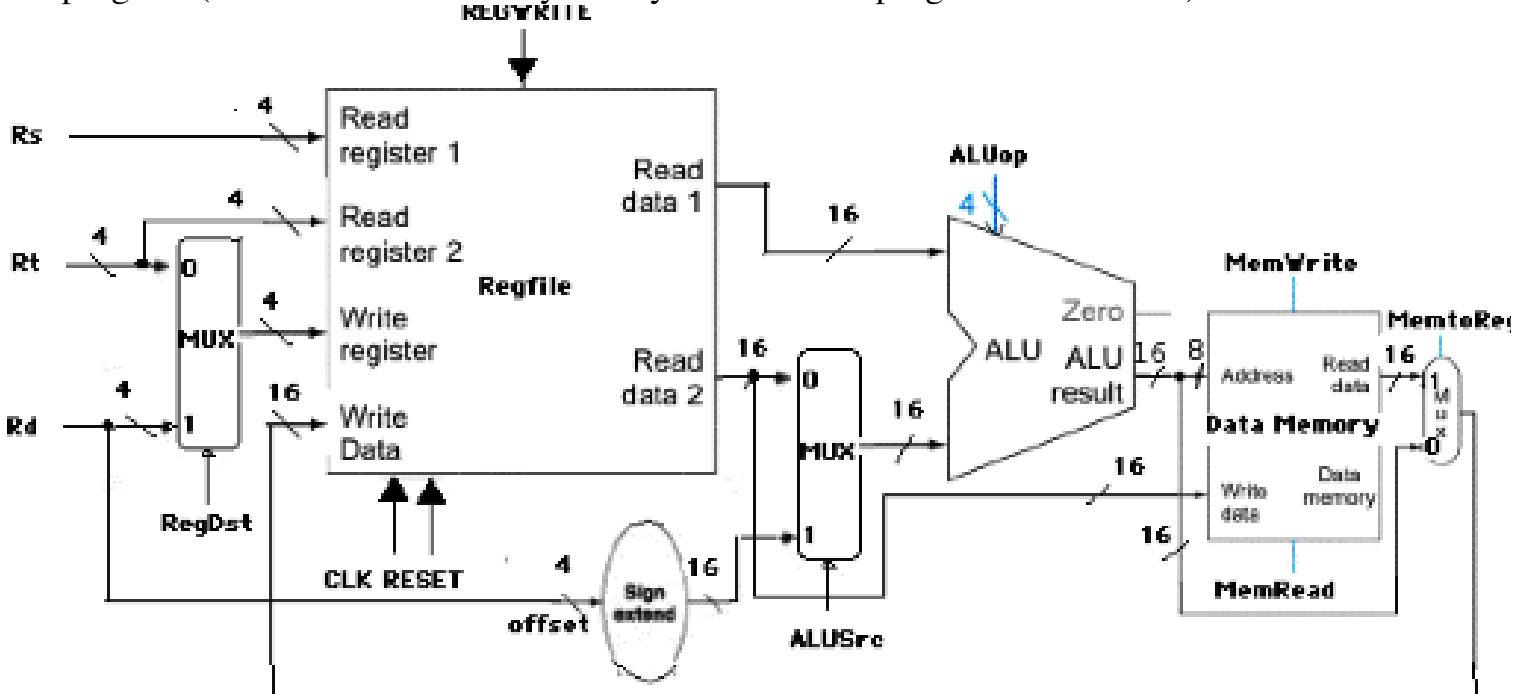 REGWRITE
Rs
4
Read
register 1
Read
data 1
ALUop
4
16
4
Read
register 2
Rt
4
0
Regfile
MUX
4
Write
register
Zero
ALU
ALU
result
16
8
MemWrite
MemtoReg
Address
Read
data
16
1
Mux
0
Data Memory
Read
data 2
16
0
MUX
16
1
Rd
4
1
16
Write
Data
RegDst
CLK RESET
16
Write
data
Data
memory
16
MemRead
4
offset
Sign
extend
16
ALUSrc